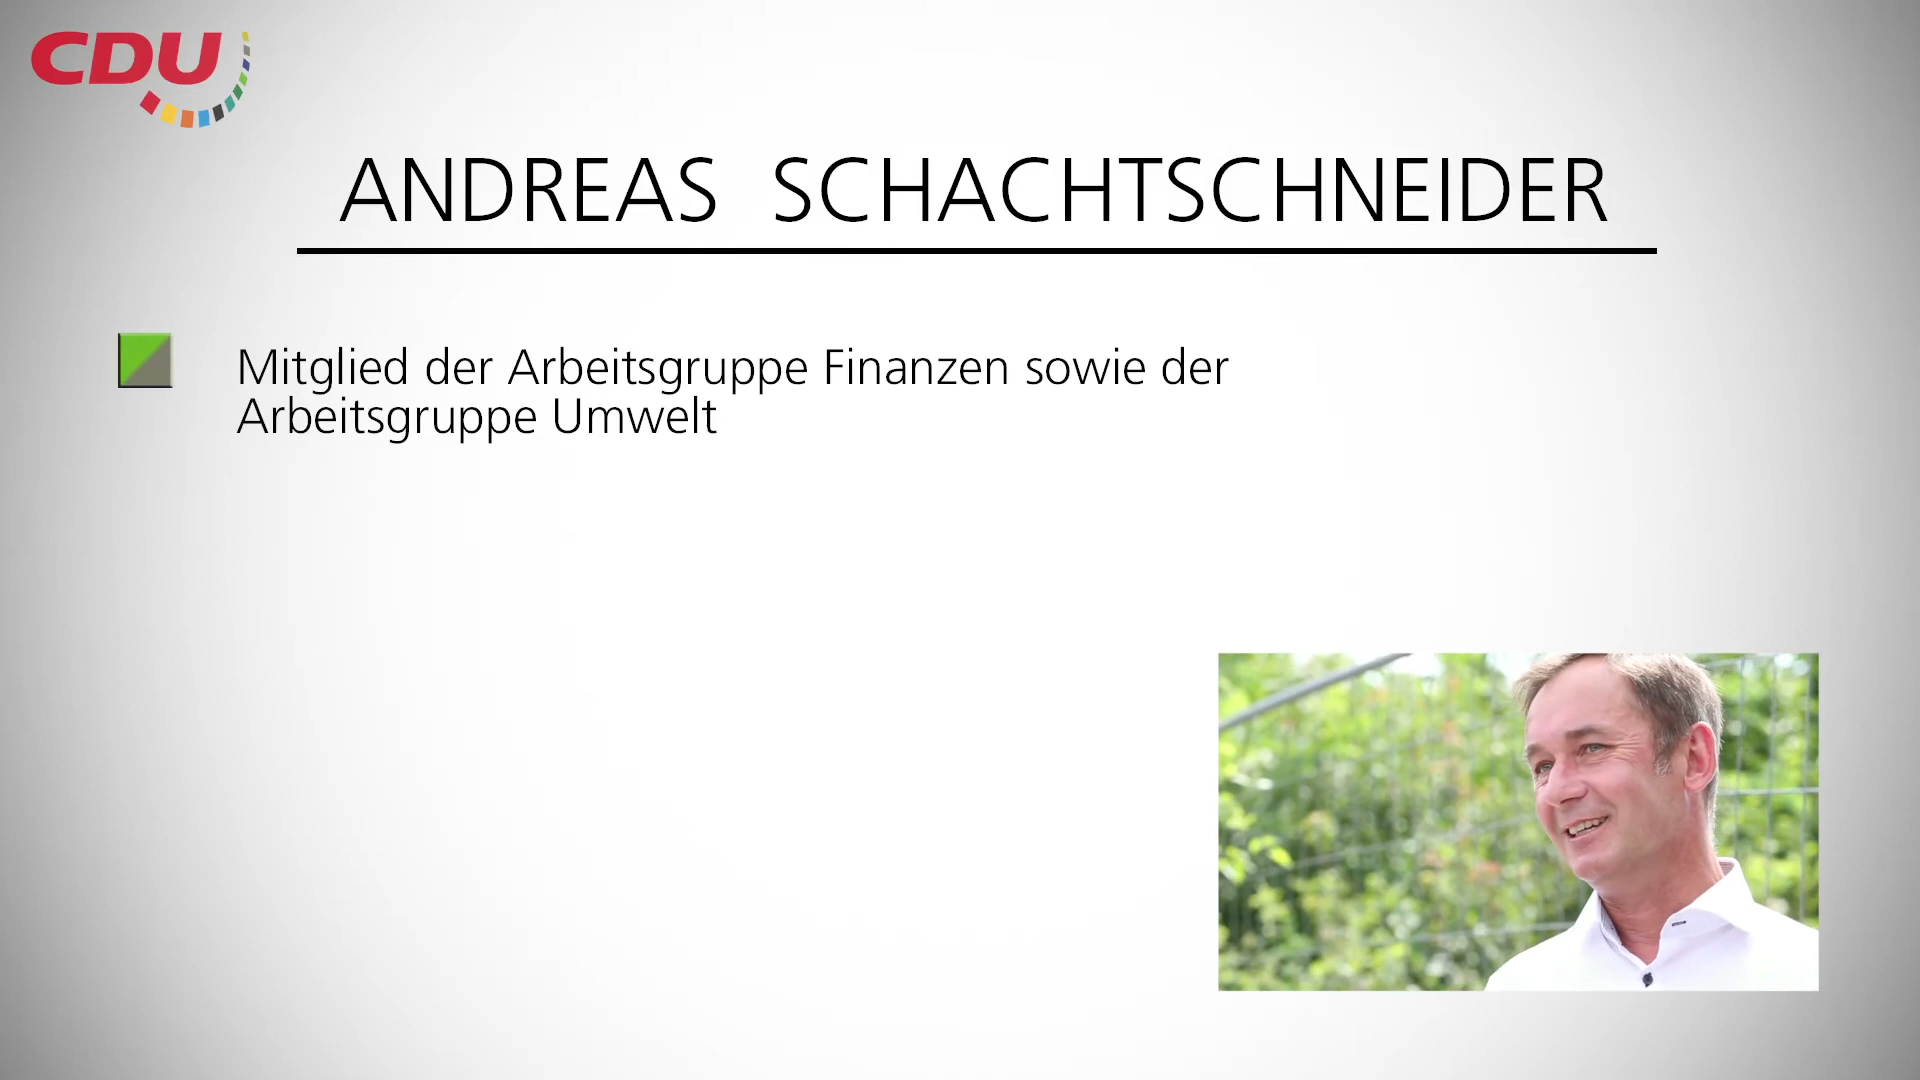 CDU
ANDREAS SCHACHTSCHNEIDER
Mitglied der Arbeitsgruppe Finanzen sowie der
Arbeitsgruppe Umwelt